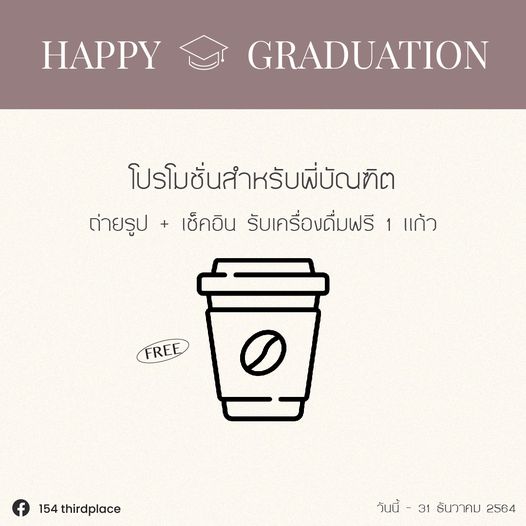 HAPPY GRADUATION
โปรโมชั่นสำหรับพี่บัณฑิต
ถ่ายรูป + เช็คอิน รับเครื่องดื่มฟรี 1 แก้ว
FREE
154 thirdplace
วันนี้ - 31 ธันวาคม 2564